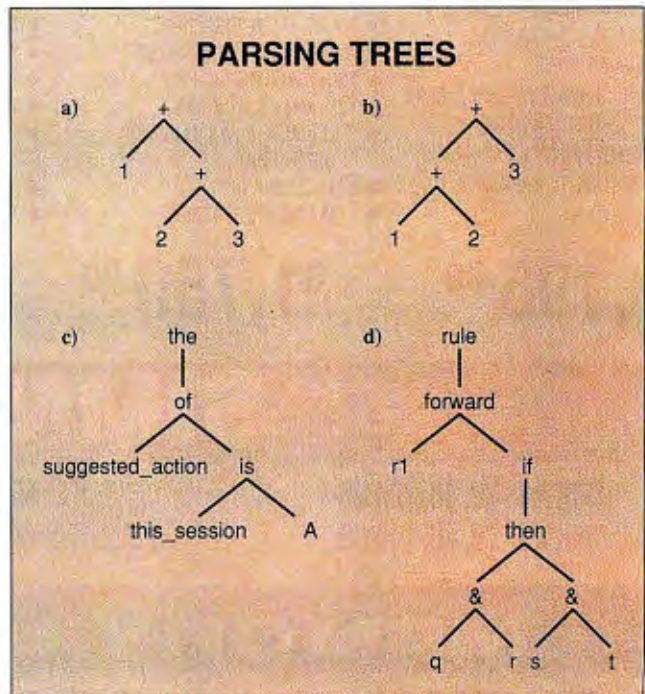 PARSING TREES
a)
+
1
+
2
3
b)
+
+
3
1
2
c)
the
of
suggested_action
is
this_session
A
d)
rule
forward
r1
if
then
&
&
q
r
s
t